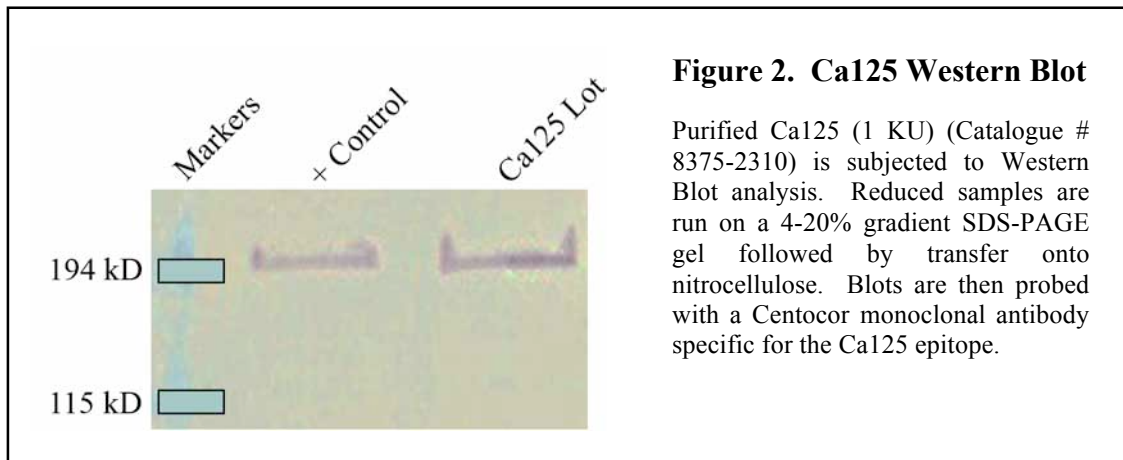 Markers
+ Control
Ca125 Lot
194 kD
115 kD
Figure 2. Ca125 Western Blot
Purified Ca125 (1 KU) (Catalogue #
8375-2310) is subjected to Western
Blot analysis. Reduced samples are
run on a 4-20% gradient SDS-PAGE
gel followed by transfer onto
nitrocellulose. Blots are then probed
with a Centocor monoclonal antibody
specific for the Ca125 epitope.